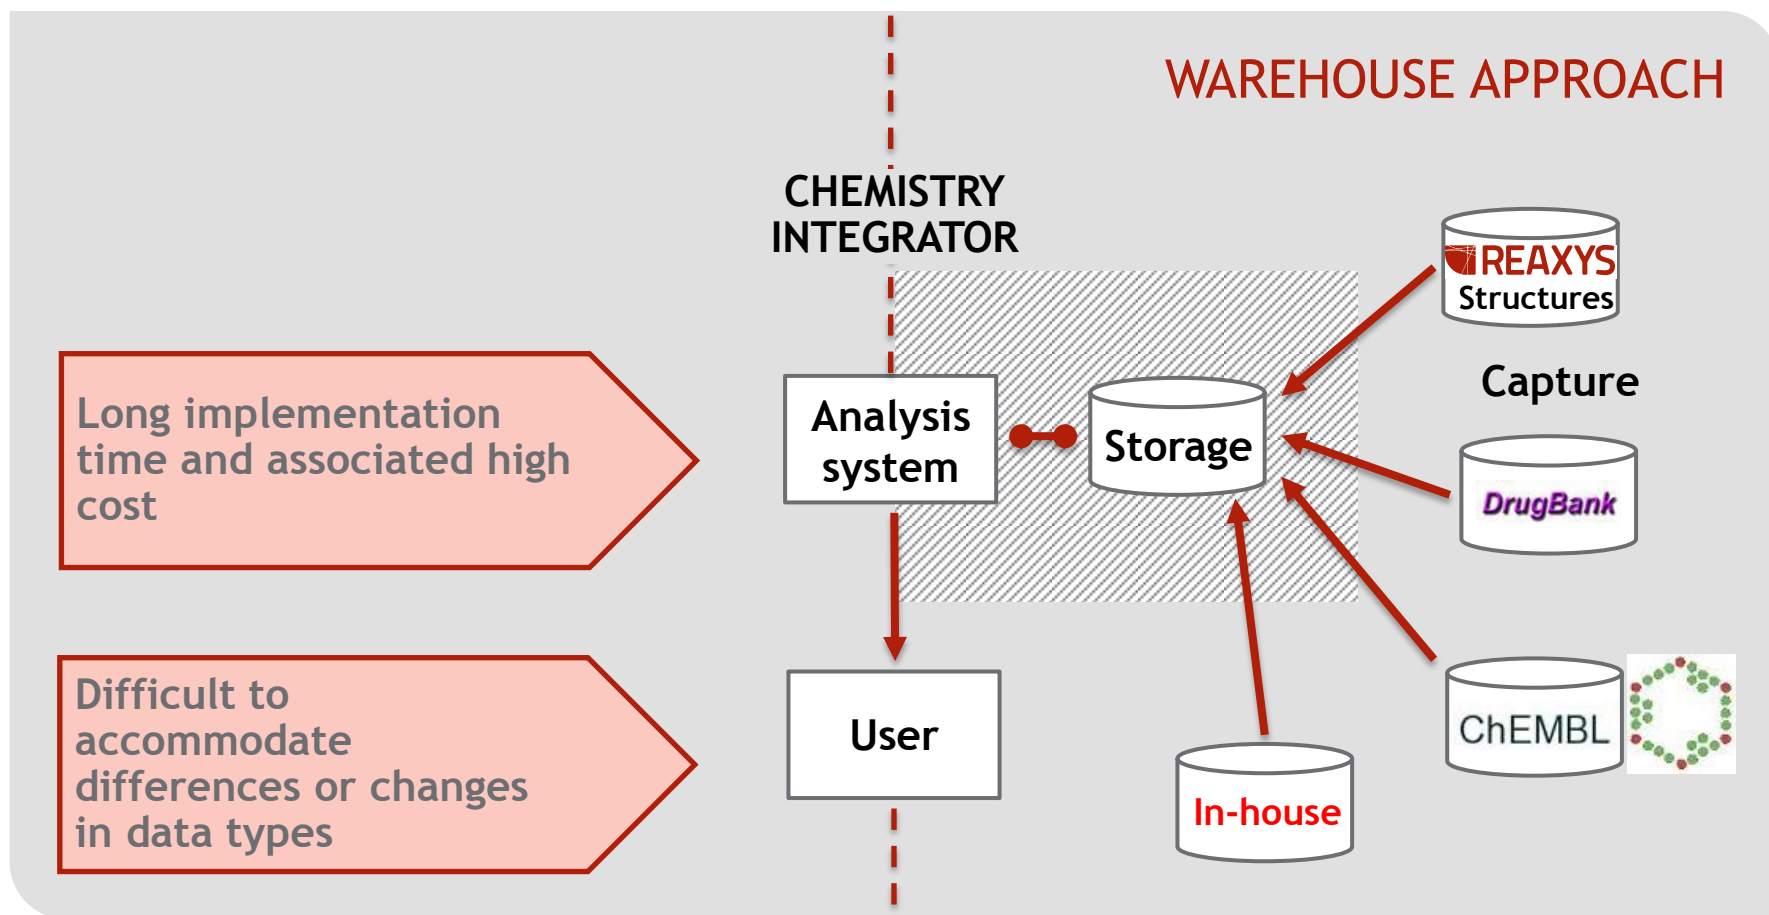 WAREHOUSE APPROACH
CHEMISTRY
INTEGRATOR
REAXYS
Structures
Long implementation
time and associated high
cost
Analysis
system
Storage
Capture
DrugBank
Difficult to
accommodate
differences or changes
in data types
User
In-house
ChEMBL